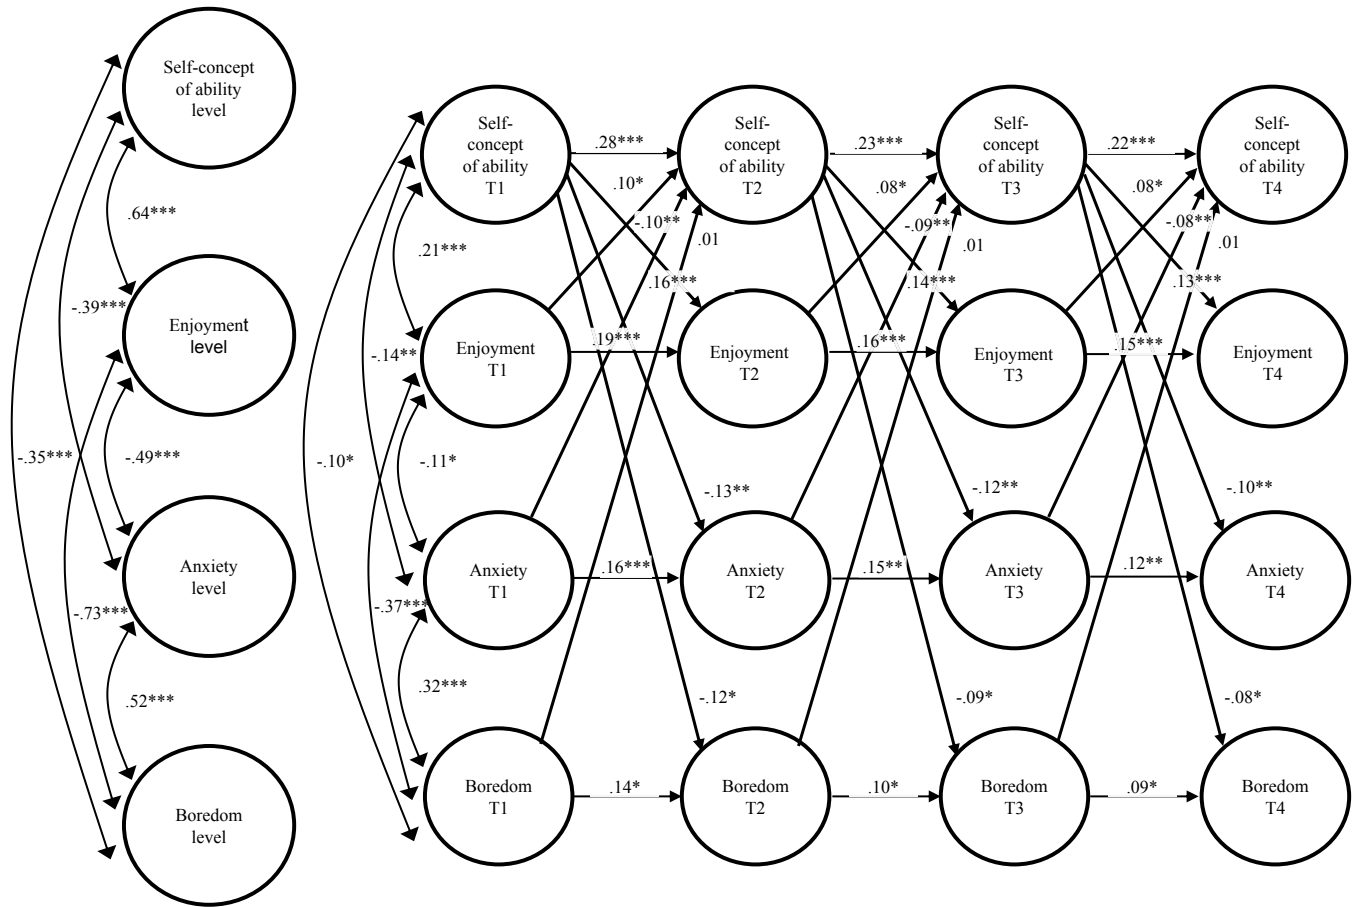 Self-concept
of ability
level
.64***
-.39***
Enjoyment
level
-.35***
-.49***
Anxiety
level
-.73***
.52***
Boredom
level
Self-
concept
of ability
T1
.28***
Self-
concept
of ability
T2
.23***
Self-
concept
of ability
T3
.22***
Self-
concept
of ability
T4
.10*
.08*
.08*
-.10**
-.09**
-.08**
.21***
.01
.01
.01
.16***
.14***
.13***
-.14**
Enjoyment
T1
.19***
Enjoyment
T2
.16***
Enjoyment
T3
.15***
Enjoyment
T4
-.10*
-.11*
-.13**
-.12**
-.10**
Anxiety
T1
.16***
Anxiety
T2
.15**
Anxiety
T3
.12**
Anxiety
T4
-.37***
.32***
-.12*
-.09*
-.08*
Boredom
T1
.14*
Boredom
T2
.10*
Boredom
T3
.09*
Boredom
T4